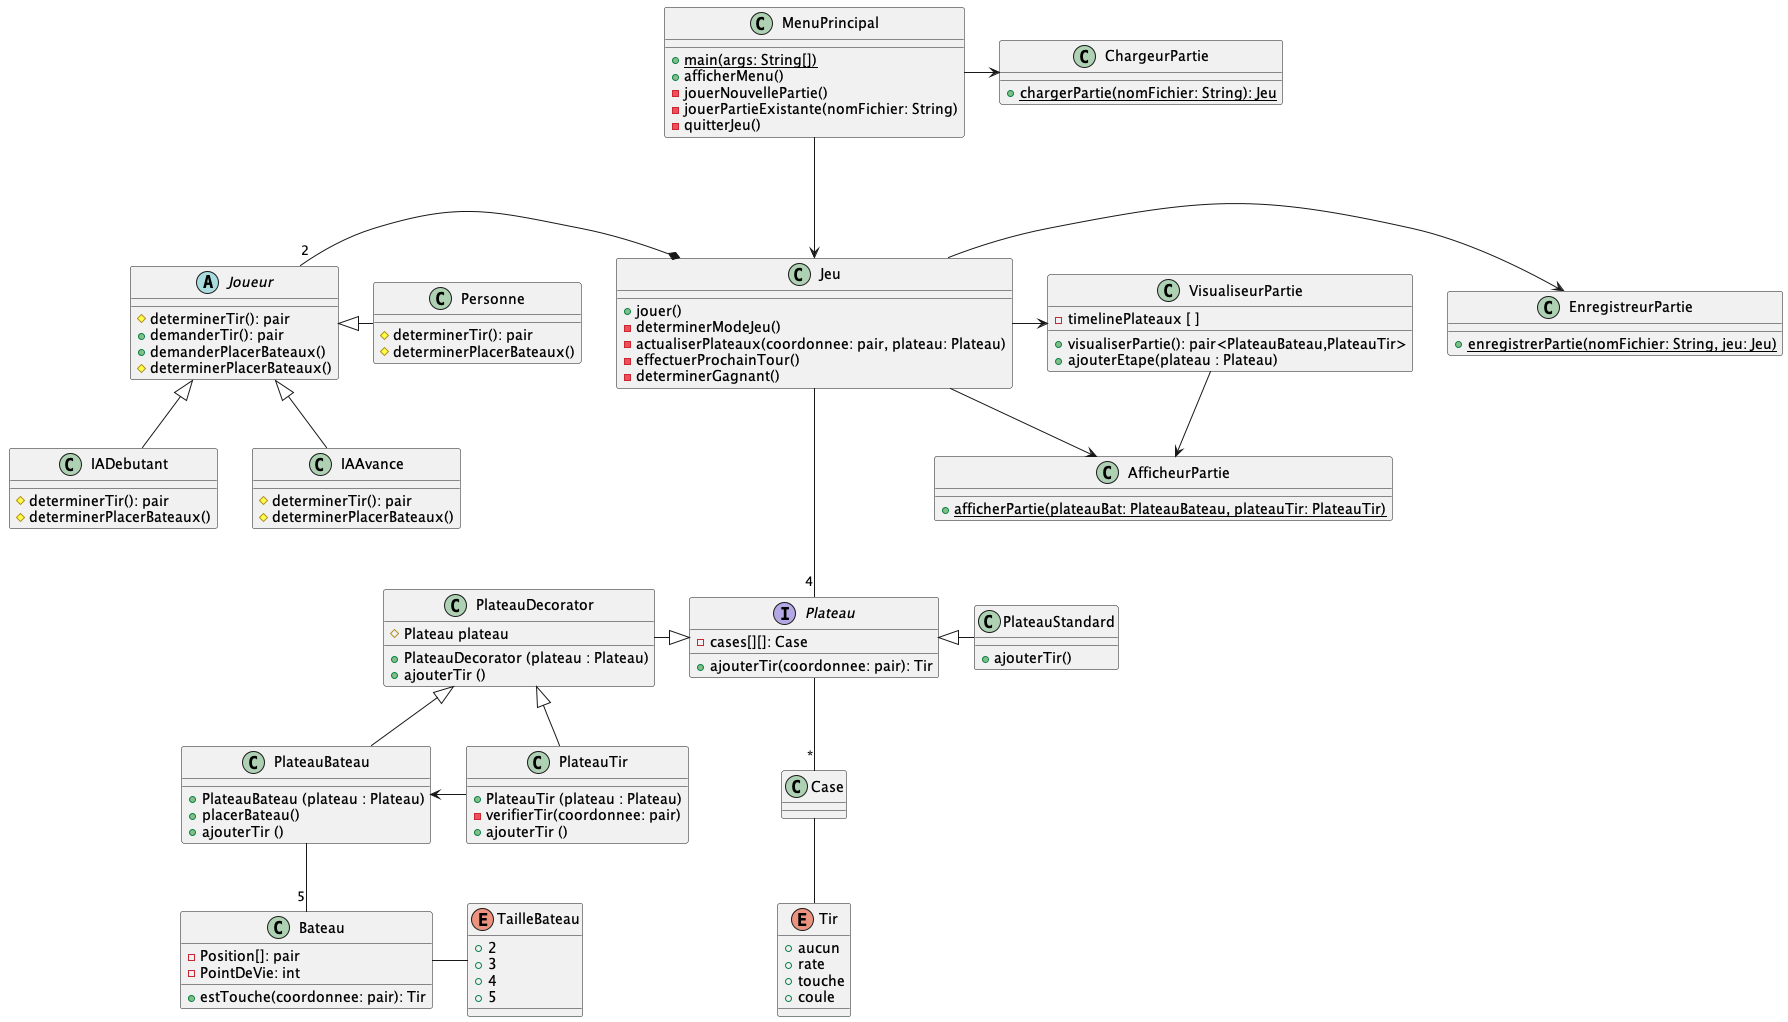 C MenuPrincipal
main(args: String[])
afficherMenu()
jouerNouvellePartie()
jouerPartieExistante(nomFichier: String)
quitterJeu()
C ChargeurPartie
chargerPartie(nomFichier: String): Jeu
2
A Joueur
determinerTir(): pair
demanderTir(): pair
demanderPlacerBateaux()
determinerPlacerBateaux()
C Personne
determinerTir(): pair
determinerPlacerBateaux()
C Jeu
jouer()
determinerModeJeu()
actualiserPlateaux(coordonnee: pair, plateau: Plateau)
effectuerProchainTour()
determinerGagnant()
C VisualiseurPartie
timelinePlateaux [ ]
visualiserPartie(): pair<PlateauBateau,PlateauTir>
ajouterEtape(plateau : Plateau)
C EnregistreurPartie
enregistrerPartie(nomFichier: String, jeu: Jeu)
C IADebutant
determinerTir(): pair
determinerPlacerBateaux()
C IAAvance
determinerTir(): pair
determinerPlacerBateaux()
C AfficheurPartie
afficherPartie(plateauBat: PlateauBateau, plateauTir: PlateauTir)
4
C PlateauDecorator
Plateau plateau
PlateauDecorator (plateau : Plateau)
ajouterTir ()
I Plateau
cases[][]: Case
ajouterTir(coordonnee: pair): Tir
C PlateauStandard
ajouterTir()
C PlateauBateau
PlateauBateau (plateau : Plateau)
placerBateau()
ajouterTir ()
C PlateauTir
PlateauTir (plateau : Plateau)
verifierTir(coordonnee: pair)
ajouterTir ()
*
C Case
5
C Bateau
Position[]: pair
PointDeVie: int
estTouche(coordonnee: pair): Tir
E TailleBateau
2
3
4
5
E Tir
aucun
rate
touche
coule